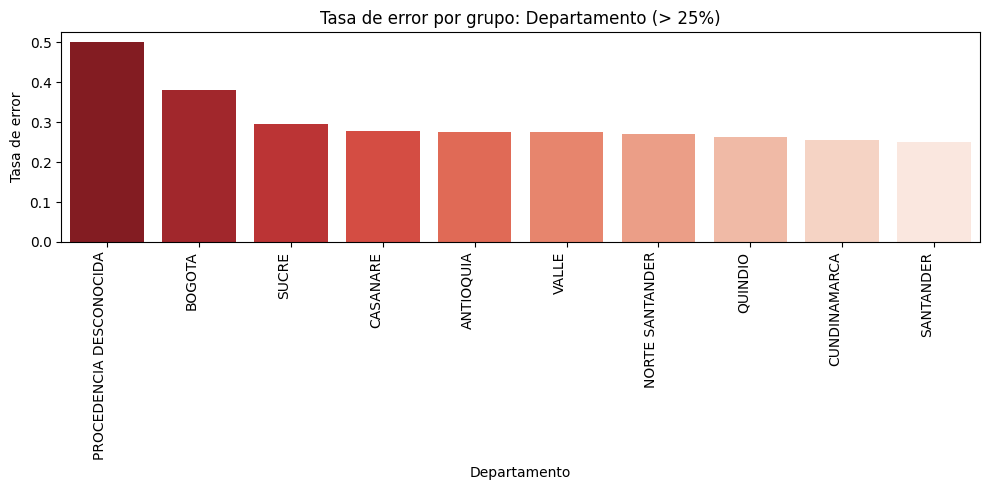 Tasa de error por grupo: Departamento (> 25%)
Tasa de error
0.5
0.4
0.3
0.2
0.1
0.0
PROCEDENCIA DESCONOCIDA
BOGOTA
SUCRE
CASANARE
ANTIOQUIA
VALLE
NORTE SANTANDER
QUINDIO
CUNDINAMARCA
SANTANDER
Departamento